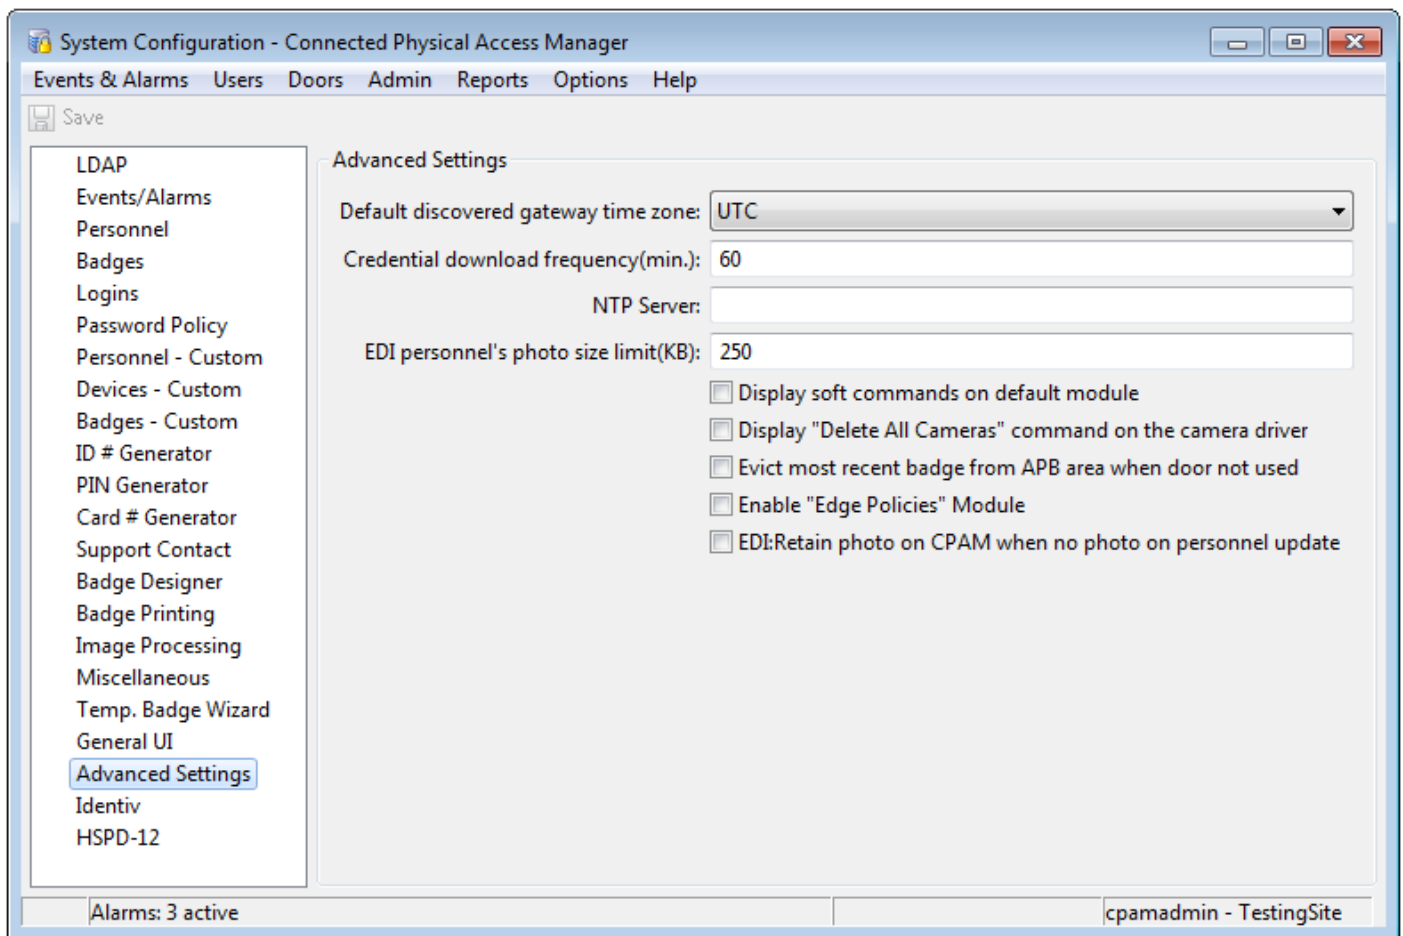 System Configuration - Connected Physical Access Manager
Events & Alarms Users Doors Admin Reports Options Help
Save
LDAP
Events/Alarms
Personnel
Badges
Logins
Password Policy
Personnel - Custom
Devices - Custom
Badges - Custom
ID # Generator
PIN Generator
Card # Generator
Support Contact
Badge Designer
Badge Printing
Image Processing
Miscellaneous
Temp. Badge Wizard
General UI
Advanced Settings
Identiv
HSPD-12
Advanced Settings
Default discovered gateway time zone: UTC
Credential download frequency(min.): 60
NTP Server:
EDI personnel's photo size limit(KB): 250
Display soft commands on default module
Display "Delete All Cameras" command on the camera driver
Evict most recent badge from APB area when door not used
Enable "Edge Policies" Module
EDI:Retain photo on CPAM when no photo on personnel update
Alarms: 3 active
cpamadmin - TestingSite